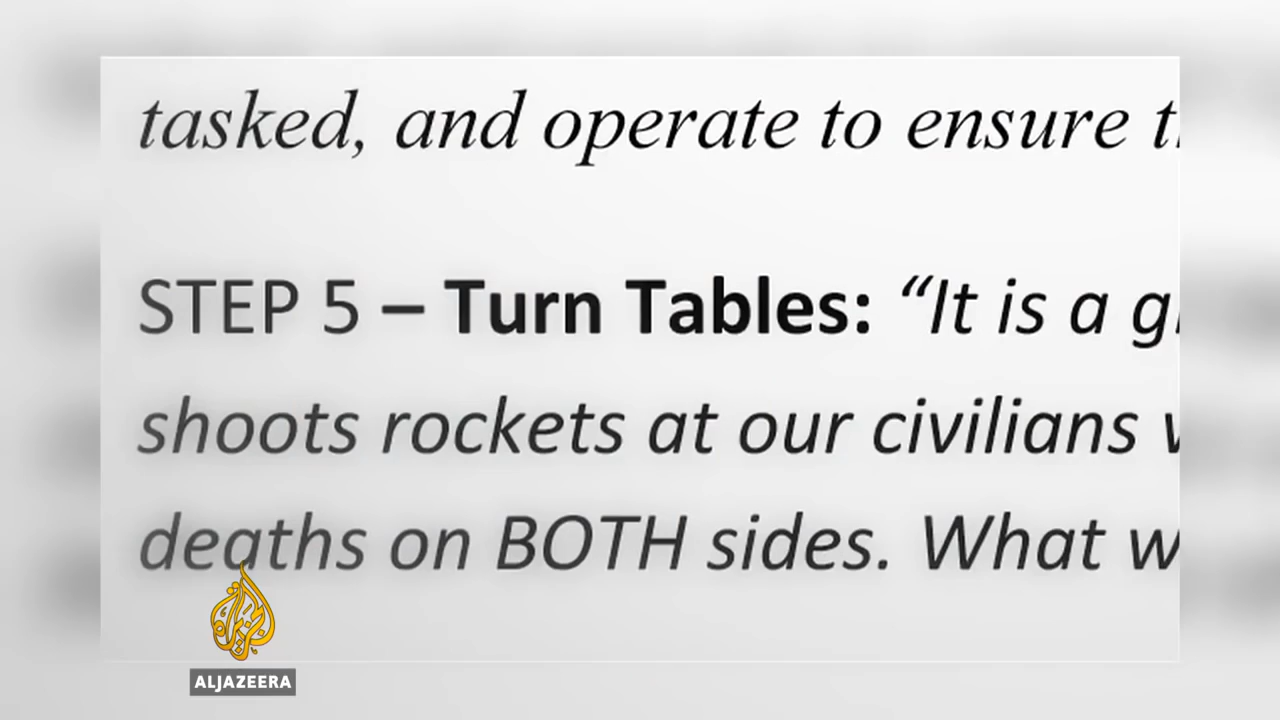 tasked, and operate to ensure
STEP 5 – Turn Tables: “It is a
shoots rockets at our civilians
deaths on BOTH sides. What
ALJAZEERA